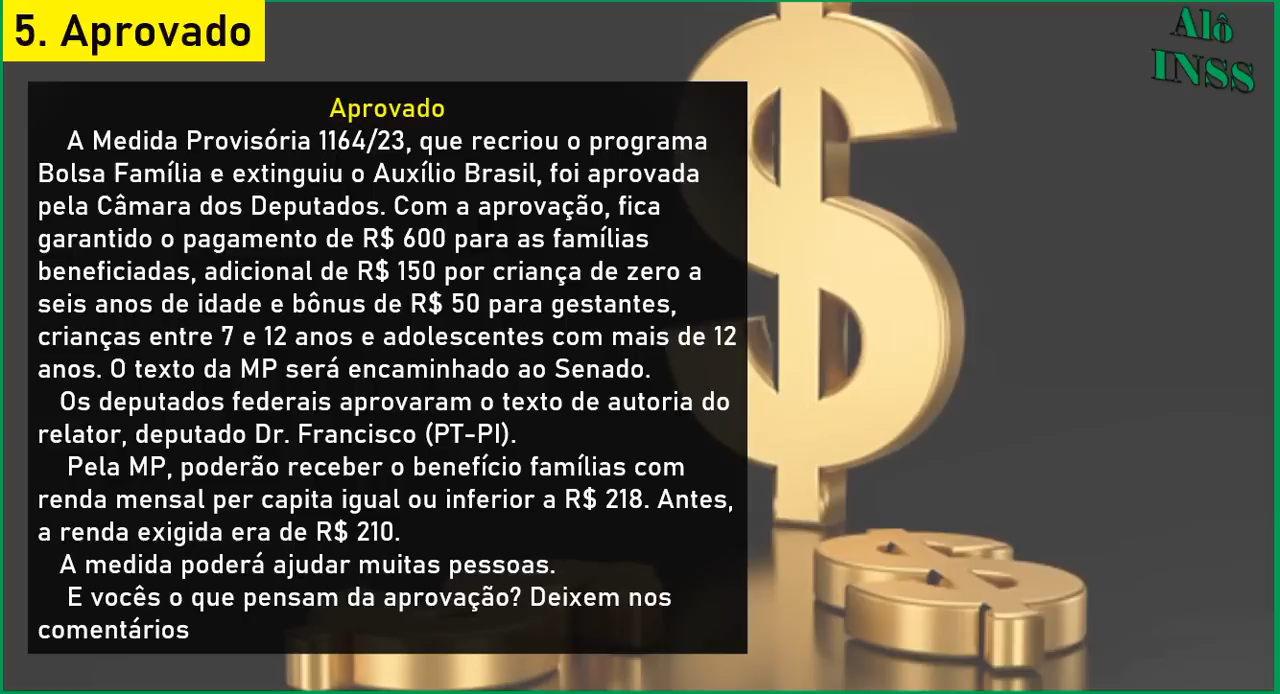 5. Aprovado
Alô
INSS
Aprovado
A Medida Provisória 1164/23, que recriou o programa
Bolsa Família e extinguiu o Auxílio Brasil, foi aprovada
pela Câmara dos Deputados. Com a aprovação, fica
garantido o pagamento de R$ 600 para as famílias
beneficiadas, adicional de R$ 150 por criança de zero a
seis anos de idade e bônus de R$ 50 para gestantes,
crianças entre 7 e 12 anos e adolescentes com mais de 12
anos. O texto da MP será encaminhado ao Senado.
Os deputados federais aprovaram o texto de autoria do
relator, deputado Dr. Francisco (PT-PI).
Pela MP, poderão receber o benefício famílias com
renda mensal per capita igual ou inferior a R$ 218. Antes,
a renda exigida era de R$ 210.
A medida poderá ajudar muitas pessoas.
E vocês o que pensam da aprovação? Deixem nos
comentários